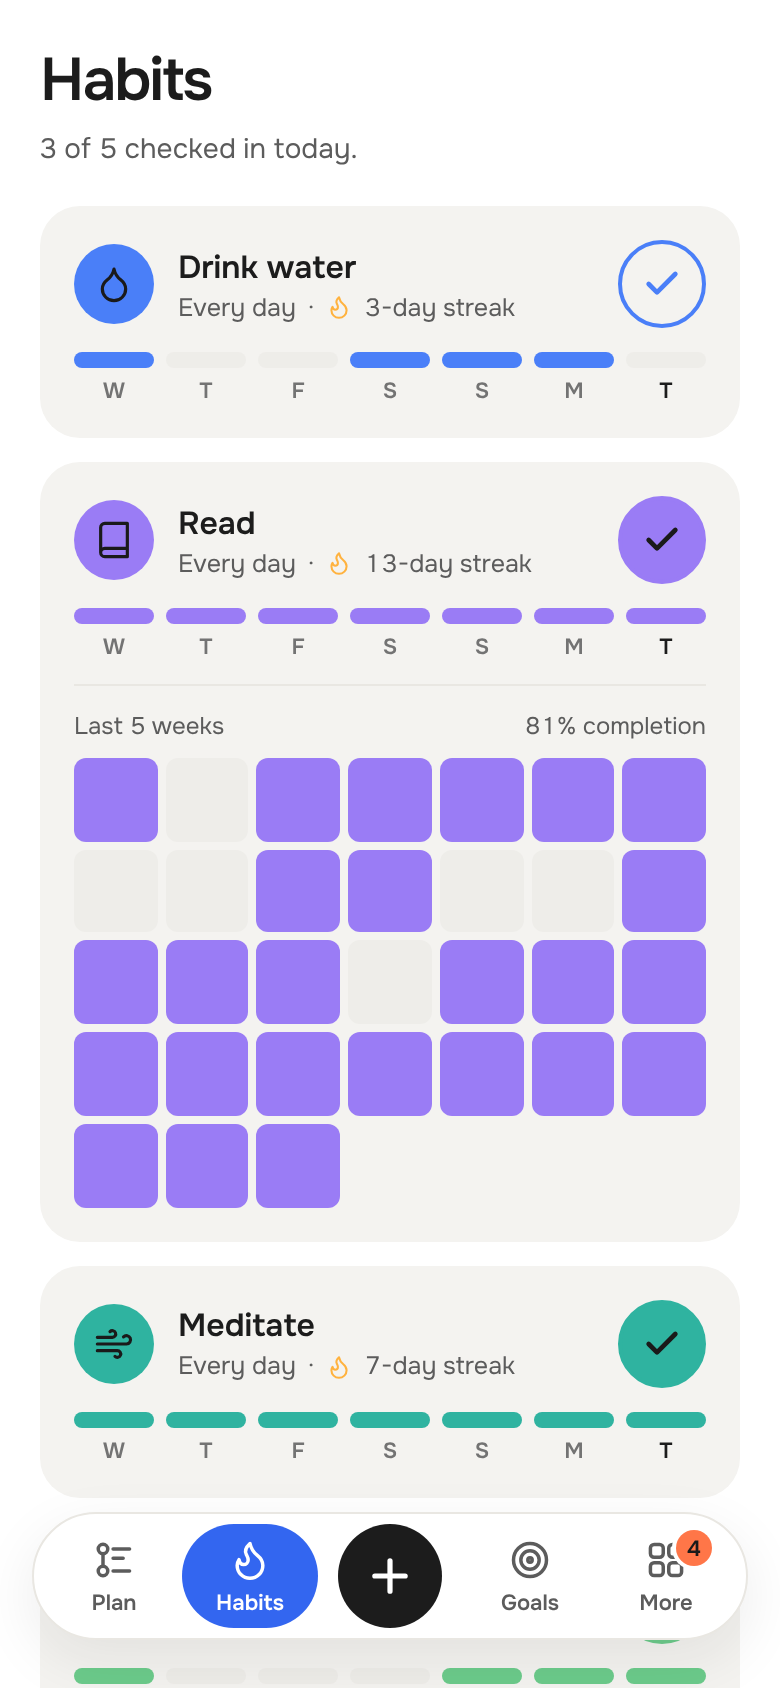 Habits
3 of 5 checked in today.
Drink water
Every day · 3-day streak
W T F S S M T
Read
Every day · 13-day streak
W T F S S M T
Last 5 weeks 81% completion
Meditate
Every day · 7-day streak
W T F S S M T
4
Plan Habits Goals More